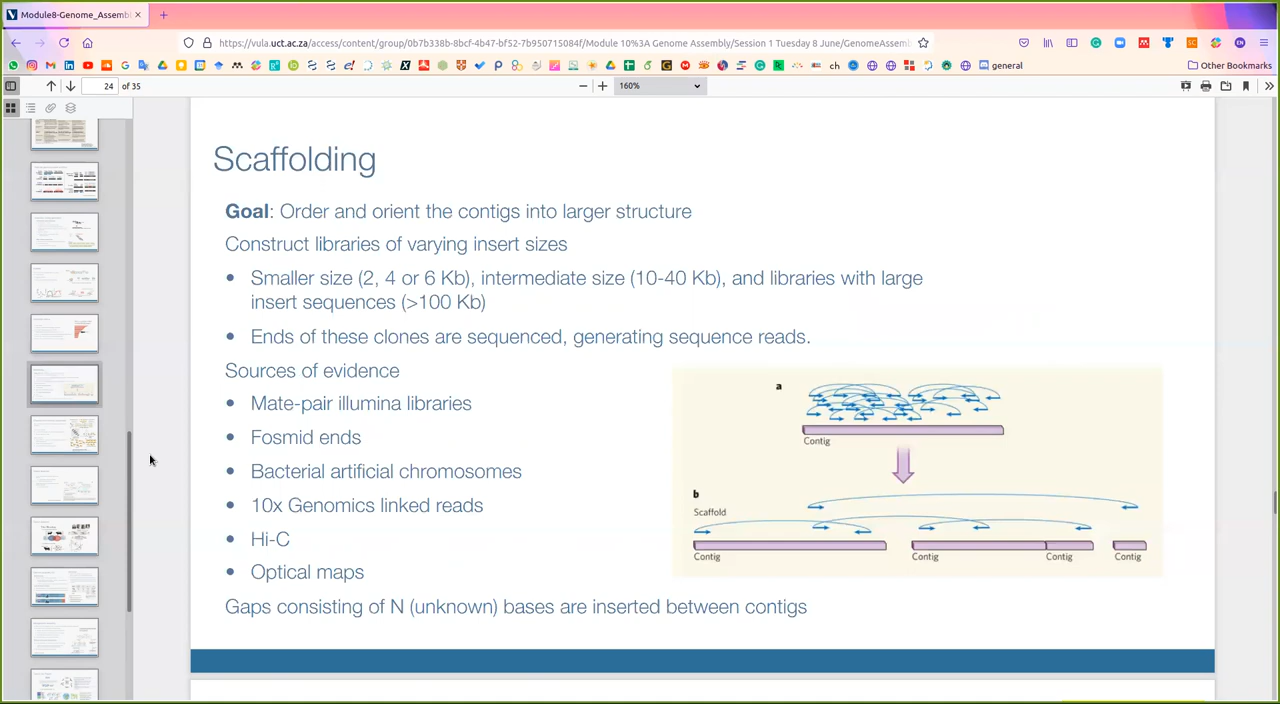 Module8-Genome_Assemb
https://vula.uct.ac.za/access/content/group/0b7b338b-8bcf-4b47-bf52-7b950715084f/Module 10%3A Genome Assembly/Session 1 Tuesday 8 June/GenomeAssemb
ch
general
Other Bookmarks
24 of 35
160%
Scaffolding
Goal: Order and orient the contigs into larger structure
Construct libraries of varying insert sizes
• Smaller size (2, 4 or 6 Kb), intermediate size (10-40 Kb), and libraries with large
insert sequences (>100 Kb)
• Ends of these clones are sequenced, generating sequence reads.
Sources of evidence
• Mate-pair illumina libraries
• Fosmid ends
• Bacterial artificial chromosomes
• 10x Genomics linked reads
• Hi-C
• Optical maps
Gaps consisting of N (unknown) bases are inserted between contigs
a
Contig
b
Scaffold
Contig Contig Contig Contig